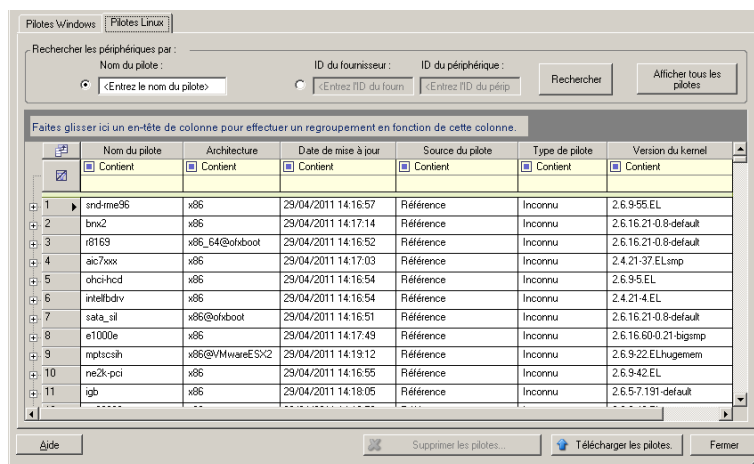 Pilotes Windows Pilotes Linux
Rechercher les périphériques par :
Nom du pilote : ID du fournisseur : ID du périphérique :
<Entrez le nom du pilote> <Entrez l'ID du fourn <Entrez l'ID du périp Rechercher Afficher tous les pilotes
Faites glisser ici un en-tête de colonne pour effectuer un regroupement en fonction de cette colonne.
Nom du pilote Architecture Date de mise à jour Source du pilote Type de pilote Version du kernel
Contient Contient Contient Contient Contient Contient
1 snd-rme96 x86 29/04/2011 14:16:57 Référence Inconnu 2.6.9-55.EL
2 bnx2 x86 29/04/2011 14:17:14 Référence Inconnu 2.6.16.21-0.8-default
3 r8169 x86_64@ofxboot 29/04/2011 14:16:52 Référence Inconnu 2.6.16.21-0.8-default
4 aic7xxx x86 29/04/2011 14:17:03 Référence Inconnu 2.4.21-37.ELsmp
5 ohci-hcd x86 29/04/2011 14:16:54 Référence Inconnu 2.6.9-5.EL
6 intelfbdrv x86 29/04/2011 14:16:54 Référence Inconnu 2.4.21-4.EL
7 sata_sil x86@ofxboot 29/04/2011 14:16:51 Référence Inconnu 2.6.16.21-0.8-default
8 e1000e x86 29/04/2011 14:17:49 Référence Inconnu 2.6.16.60-0.21-bigsmp
9 mptscsih x86@VMwareESX2 29/04/2011 14:19:12 Référence Inconnu 2.6.9-22.ELhugemem
10 ne2k-pci x86 29/04/2011 14:16:55 Référence Inconnu 2.6.9-42.EL
11 igb x86 29/04/2011 14:18:05 Référence Inconnu 2.6.5-7.191-default
Aide Supprimer les pilotes... Télécharger les pilotes. Fermer